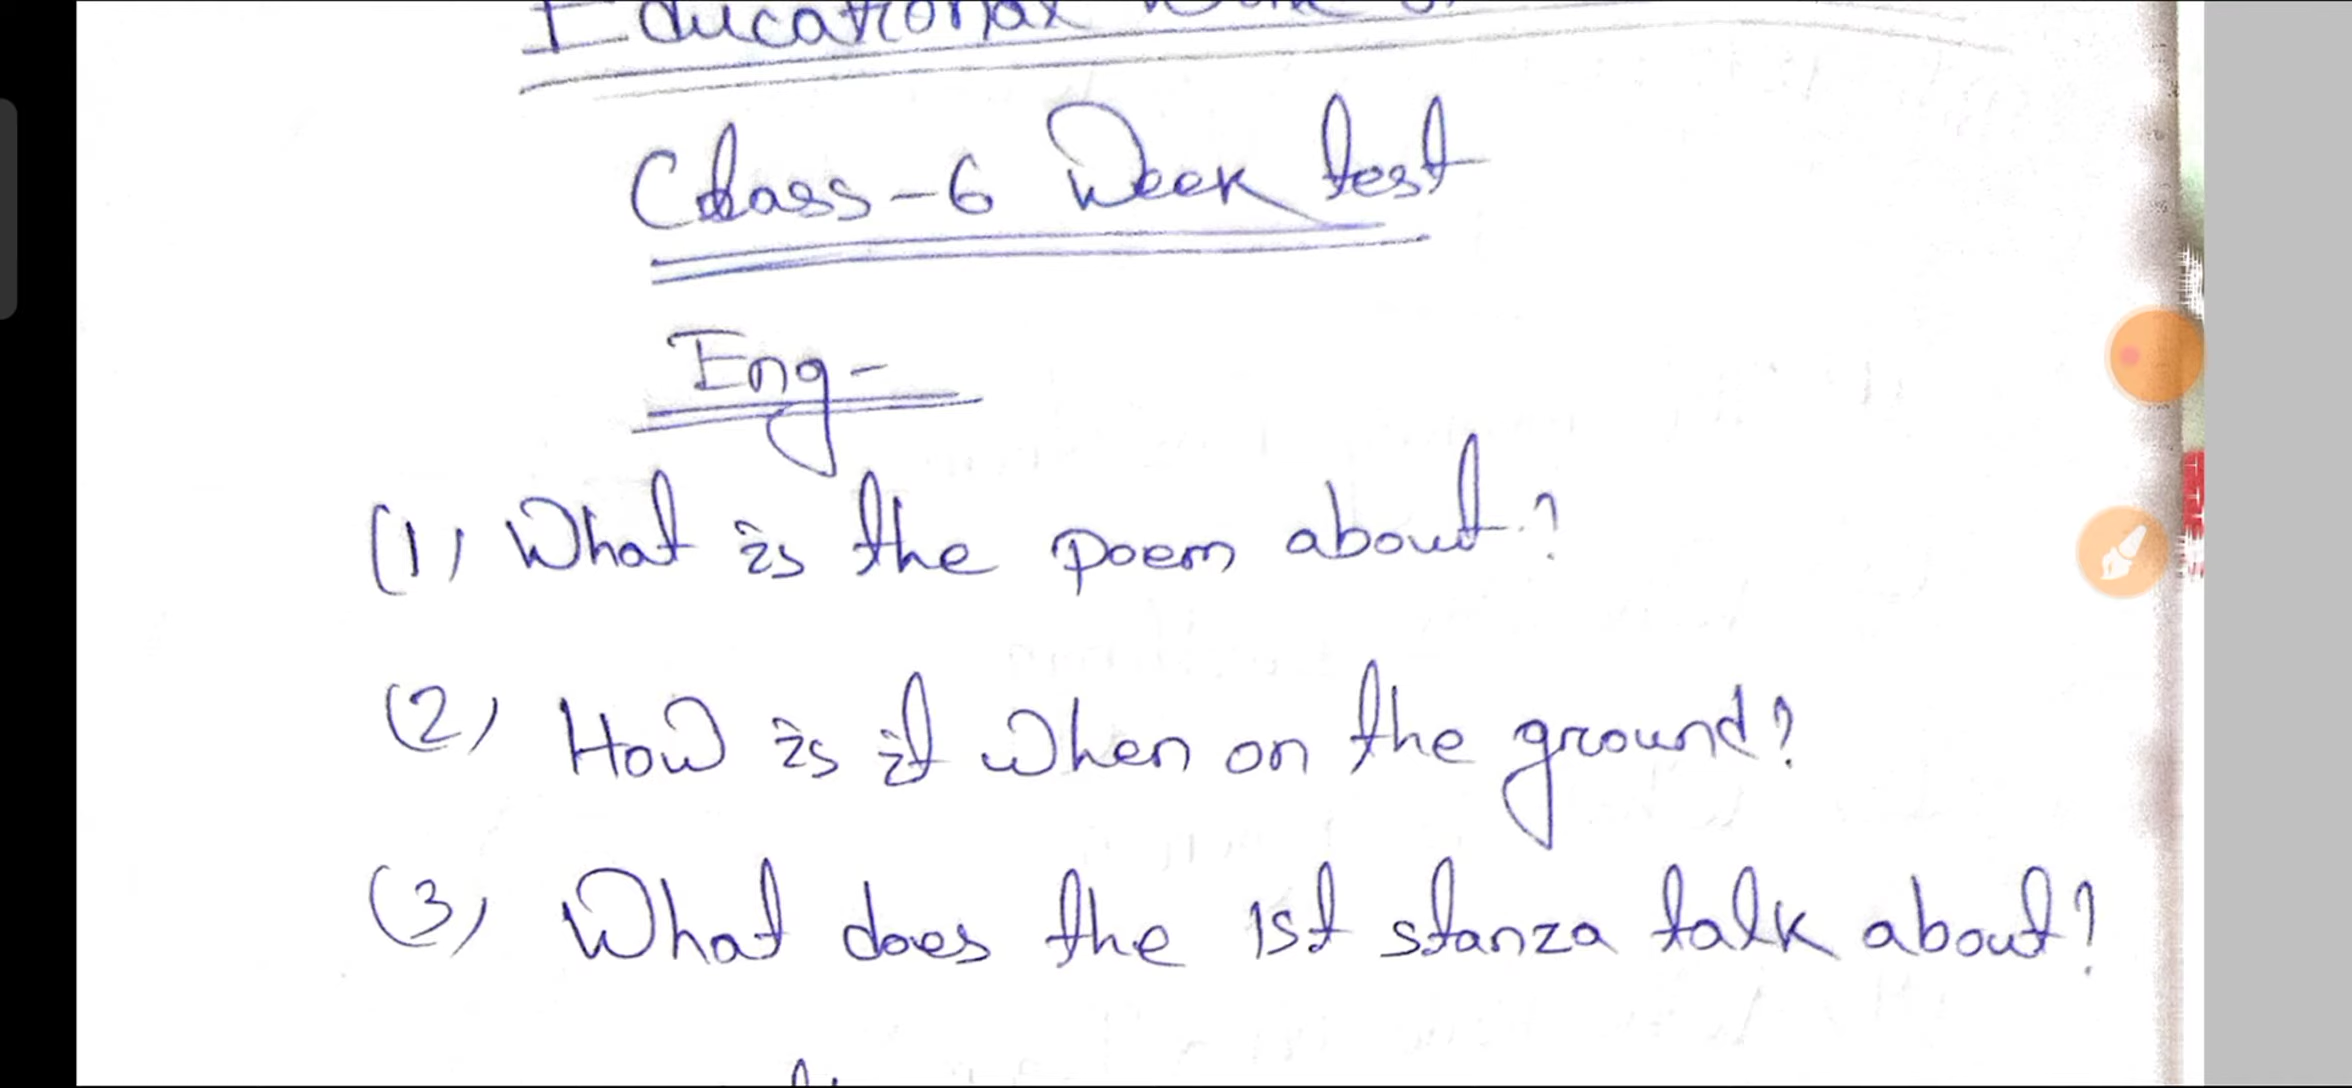 Educational
Class-6 Week test
Eng-
(1) What is the poem about?
(2) How is it when on the ground?
(3) What does the 1st stanza talk about?